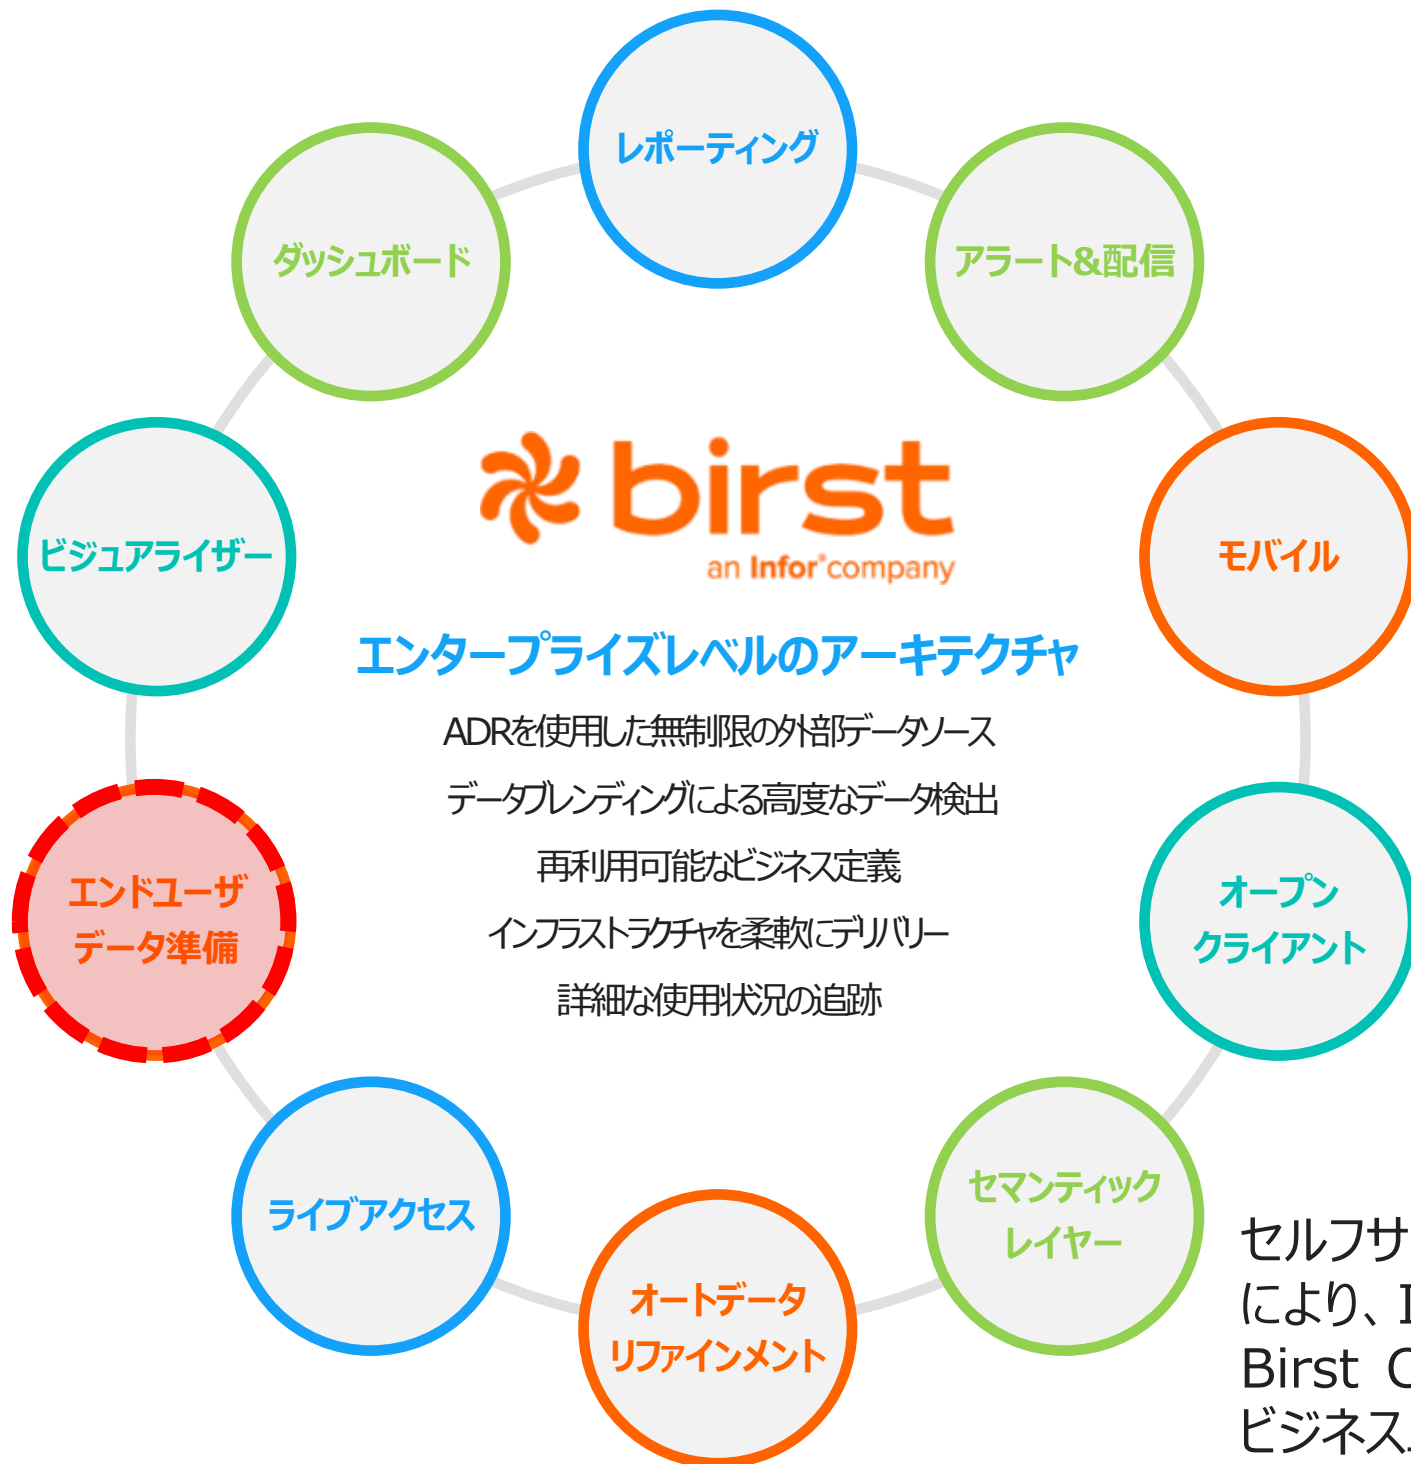 レポーティング
ダッシュボード
アラート&配信
birst
an Infor°company
ビジュアライザー
モバイル
エンタープライズレベルのアーキテクチャ
ADRを使用した無制限の外部データソース
データブレンディングによる高度なデータ検出
再利用可能なビジネス定義
インフラストラクチャを柔軟にデリバリー
詳細な使用状況の追跡
エンドユーザ
データ準備
オープン
クライアント
ライブアクセス
セマンティック
レイヤー
オートデータ
リファインメント
セルフサ
により、I
Birst C
ビジネス